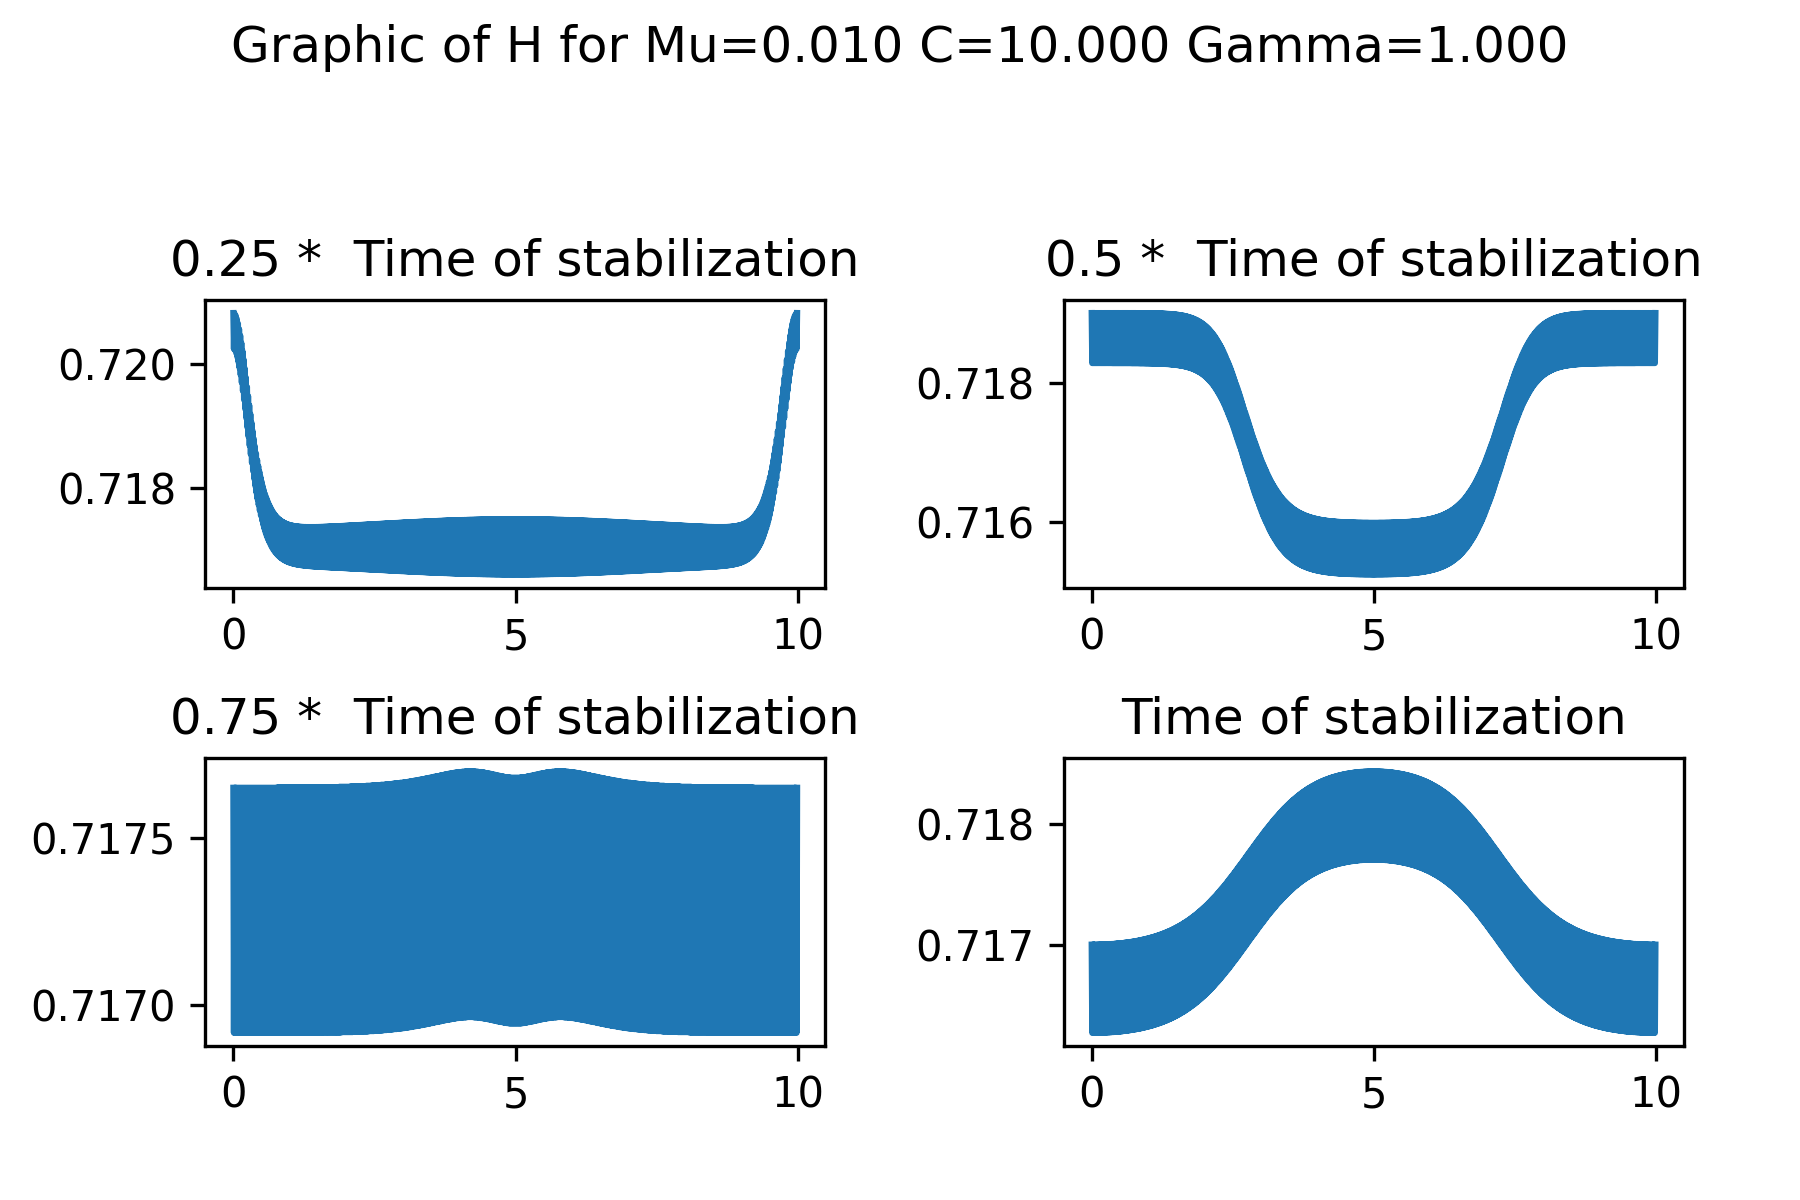 Graphic of H for Mu=0.010 C=10.000 Gamma=1.000
0.25 *  Time of stabilization
0.720
0.718
0 5 10
0.5 *  Time of stabilization
0.718
0.716
0 5 10
0.75 *  Time of stabilization
0.7175
0.7170
0 5 10
Time of stabilization
0.718
0.717
0 5 10